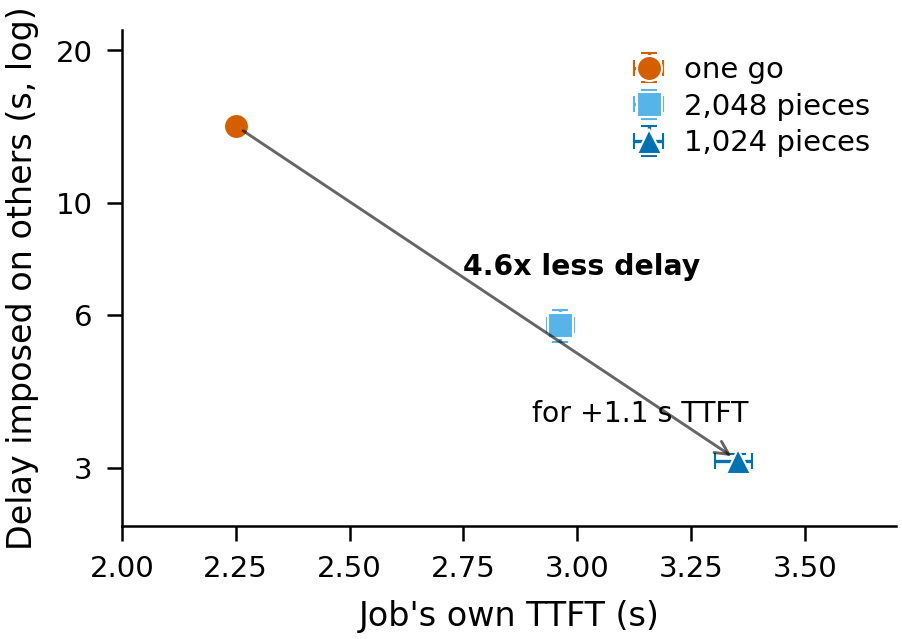 Delay imposed on others (s, log)
20
10
6
3
one go
2,048 pieces
1,024 pieces
4.6x less delay
for +1.1 s TTFT
2.00 2.25 2.50 2.75 3.00 3.25 3.50
Job's own TTFT (s)